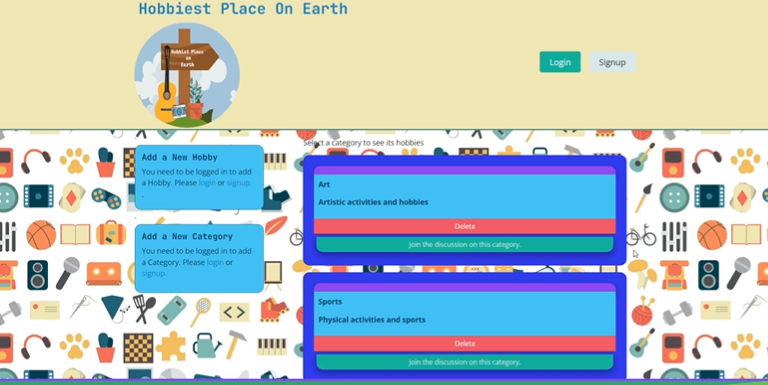 Hobbiest Place On Earth
Hobbiest Place
on
Earth
Login
Signup
Select a category to see its hobbies
Add a New Hobby
You need to be logged in to add
a Hobby. Please login or signup.
.
Add a New Category
You need to be logged in to add
a Category. Please login or
signup.
Art
Artistic activities and hobbies
Delete
Join the discussion on this category.
Sports
Physical activities and sports
Delete
Join the discussion on this category.